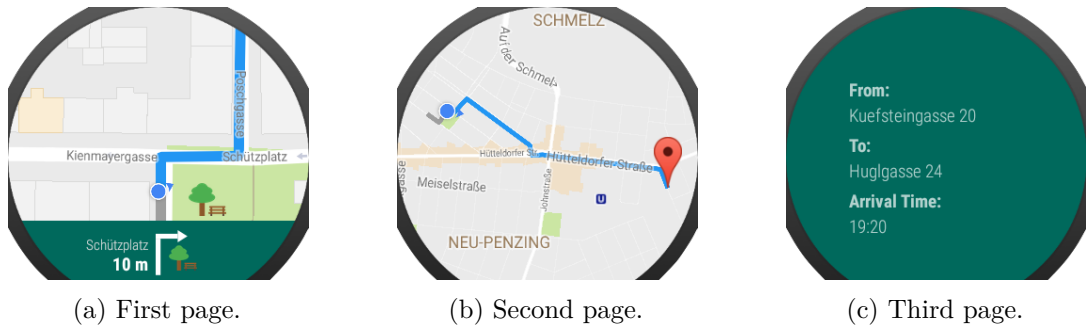 Poschgasse
Kienmayergasse
Schützplatz
Schützplatz
10 m
SCHMELZ
Auf der Schmelz
Hütteldorfer Str.
Hütteldorfer-Straße
Meiselstraße
Johnstraße
U
NEU-PENZING
From:
Kuefsteingasse 20
To:
Huglgasse 24
Arrival Time:
19:20
(a) First page.
(b) Second page.
(c) Third page.